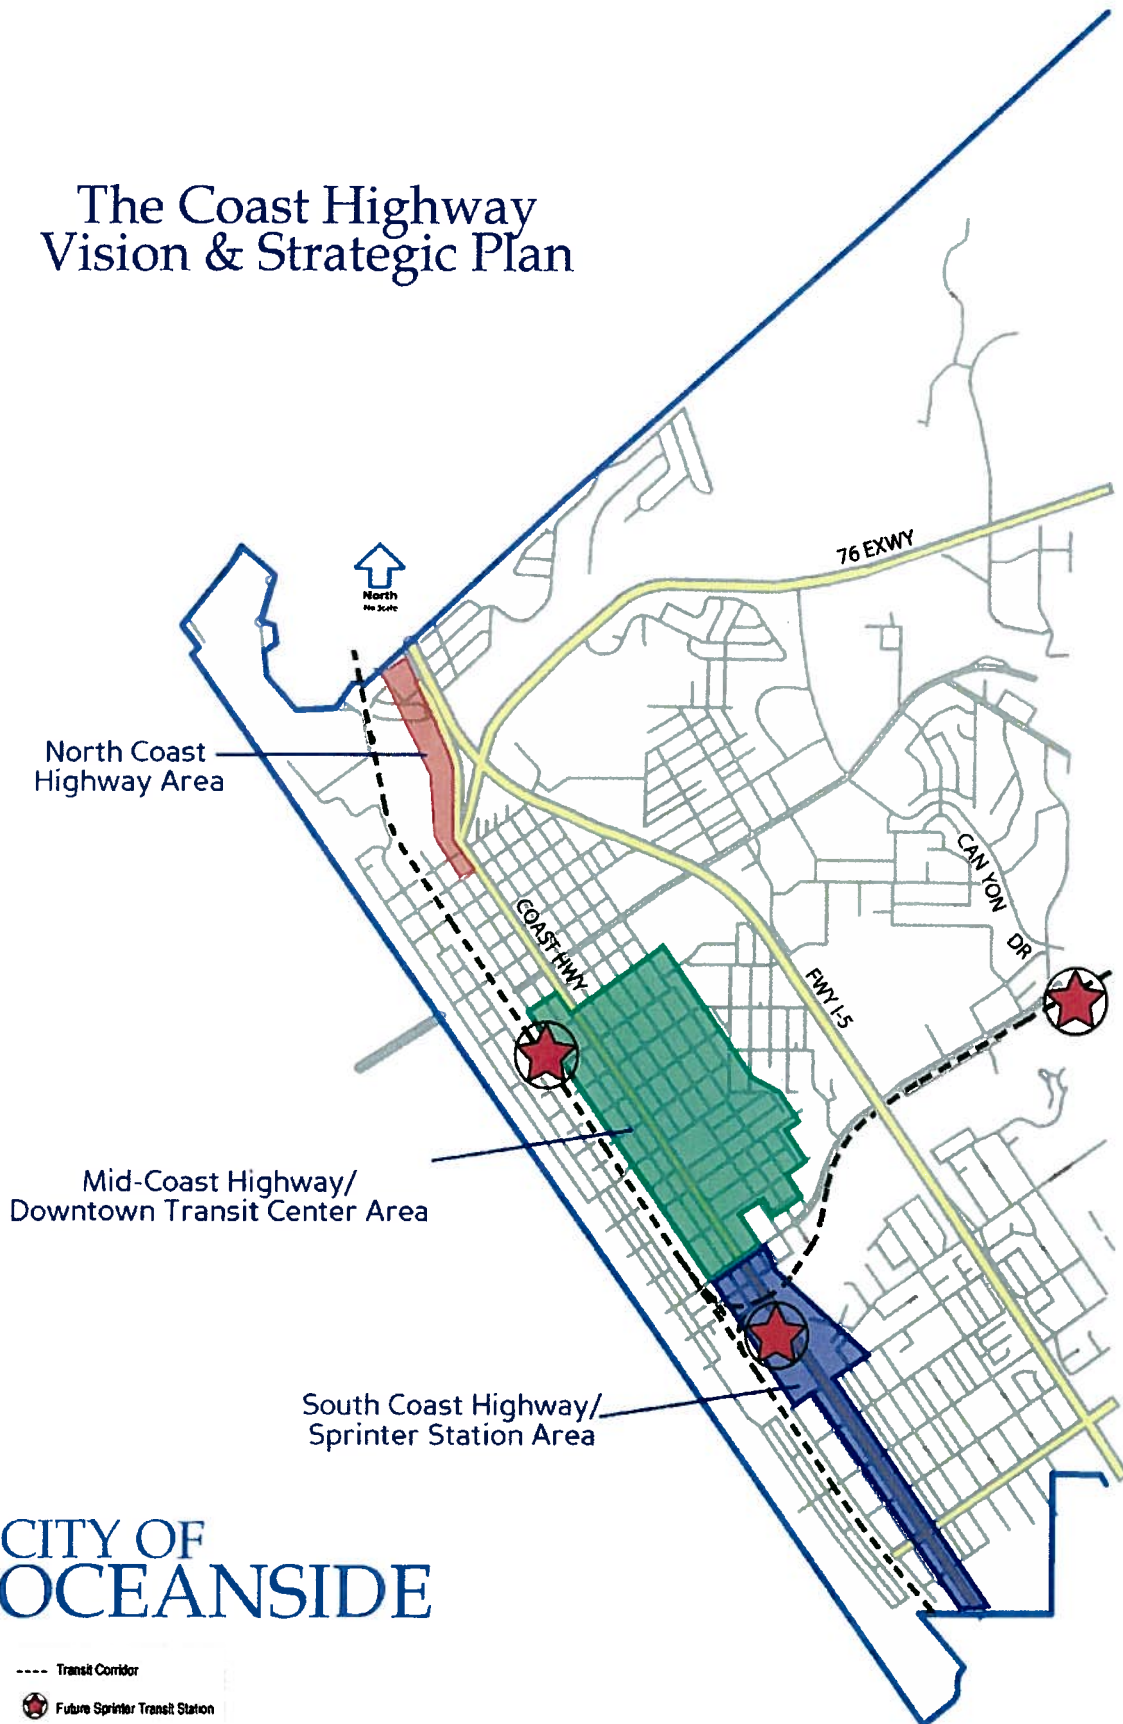 The Coast Highway
Vision & Strategic Plan
76 EXWY
North
No Scale
North Coast
Highway Area
CAN YON
DR
COAST HWY
FWY I-5
Mid-Coast Highway/
Downtown Transit Center Area
South Coast Highway/
Sprinter Station Area
CITY OF
OCEANSIDE
Transit Corridor
Future Sprinter Transit Station